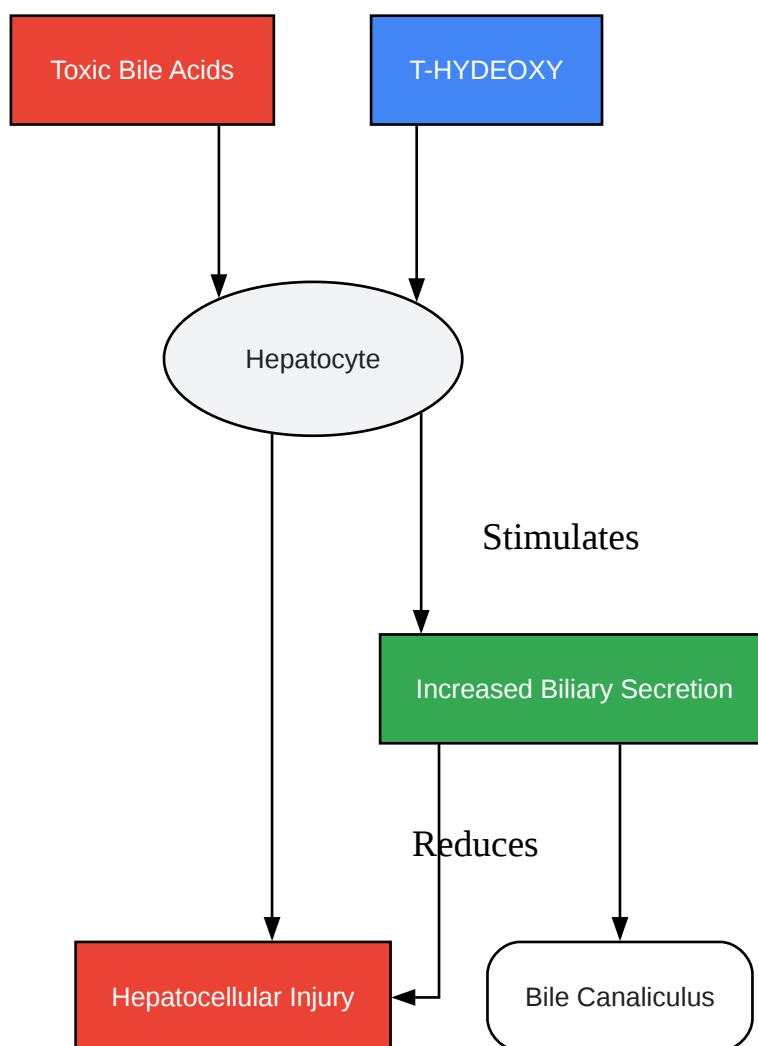 Toxic Bile Acids
T-HYDEOXY
Hepatocyte
Stimulates
Increased Biliary Secretion
Reduces
Hepatocellular Injury
Bile Canaliculus